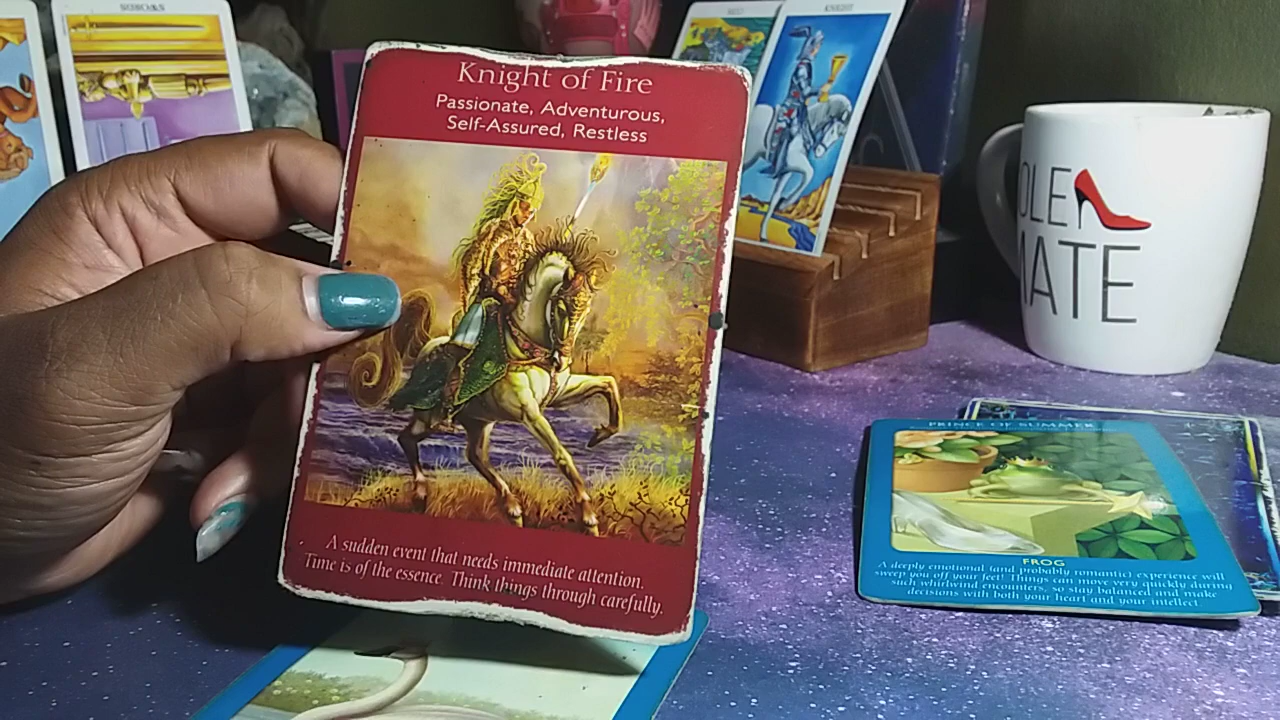 KNIGHT
Knight of Fire
Passionate, Adventurous,
Self-Assured, Restless
A sudden event that needs immediate attention.
Time is of the essence. Think things through carefully.
OLE
MATE
PRINCE OF SUMMER
FROG
A deeply emotional (and probably romantic) experience will
sweep you off your feet! Things can move very quickly during
such whirlwind encounters, so stay balanced and make
decisions with both your heart and your intellect.